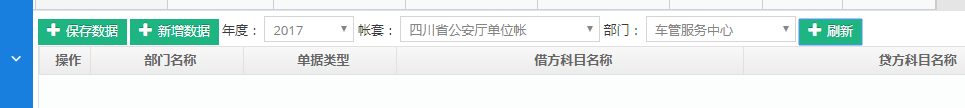 保存数据 新增数据 年度： 2017 帐套： 四川省公安厅单位帐 部门： 车管服务中心 刷新
操作 部门名称 单据类型 借方科目名称 贷方科目名称